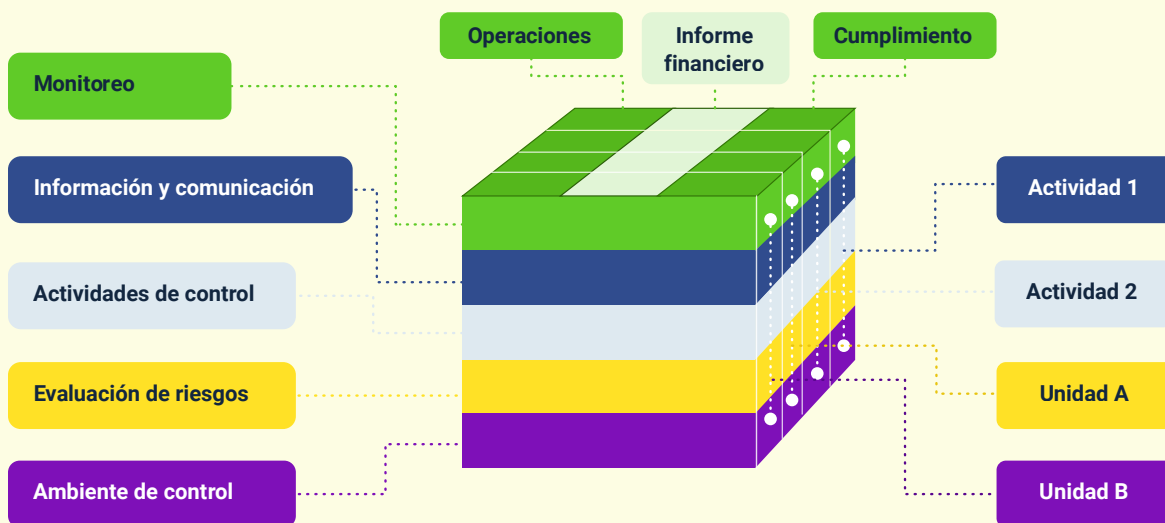 Operaciones
Informe
financiero
Cumplimiento
Monitoreo
Información y comunicación
Actividades de control
Evaluación de riesgos
Ambiente de control
Actividad 1
Actividad 2
Unidad A
Unidad B